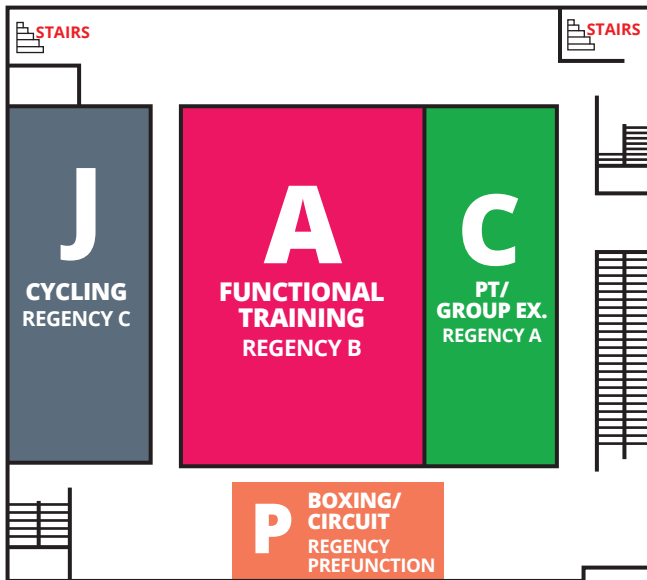 STAIRS
STAIRS
J
CYCLING
REGENCY C
A
FUNCTIONAL
TRAINING
REGENCY B
C
PT/
GROUP EX.
REGENCY A
P
BOXING/
CIRCUIT
REGENCY
PREFUNCTION